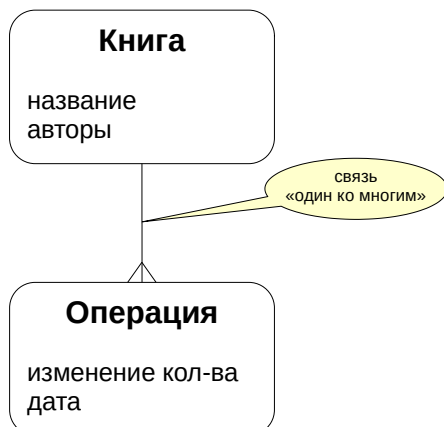 Книга
название
авторы
связь
«один ко многим»
Операция
изменение кол-ва
дата